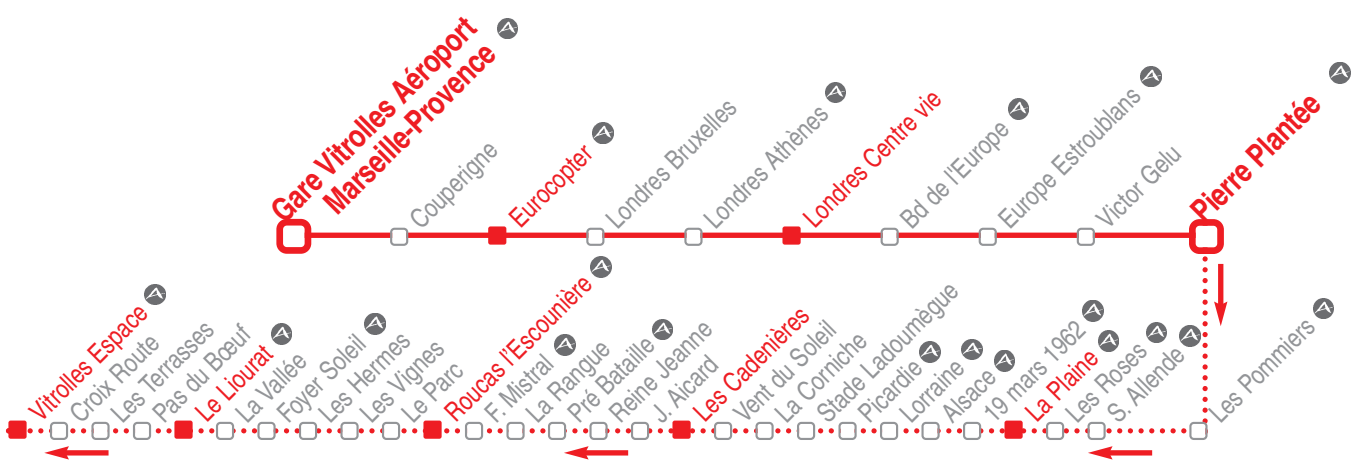 Gare Vitrolles Aéroport
Marseille-Provence
Couperigne
Eurocopter
Londres Bruxelles
Londres Athènes
Londres Centre vie
Bd de l'Europe
Europe Estroublans
Victor Gelu
Pierre Plantée
Vitrolles Espace
Croix Route
Les Terrasses
Pas du Bœuf
Le Liourat
La Vallée
Foyer Soleil
Les Hermes
Les Vignes
Le Parc
Roucas l'Escounière
F. Mistral
La Rangue
Pré Bataille
Reine Jeanne
J. Aicard
Les Cadenières
Vent du Soleil
La Corniche
Stade Ladoumègue
Picardie
Lorraine
Alsace
19 mars 1962
La Plaine
Les Roses
S. Allende
Les Pommiers